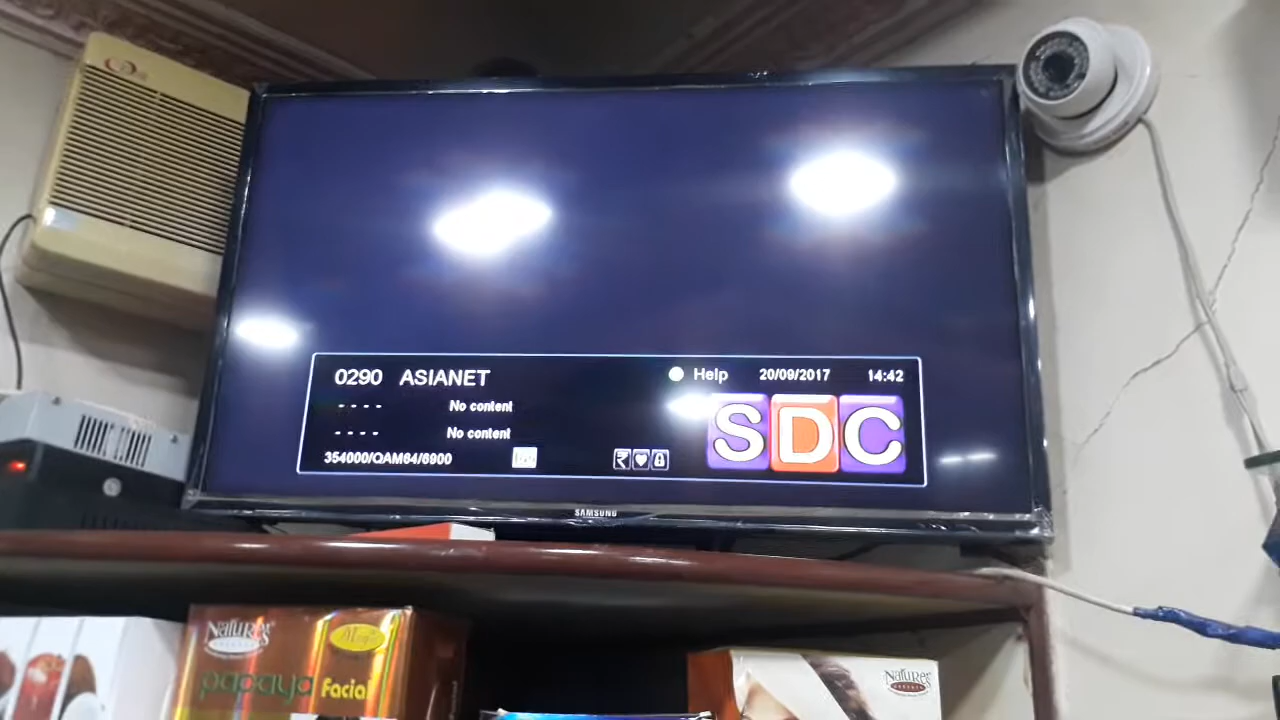 0290 ASIANET
Help 20/09/2017 14:42
- - - - No content
- - - - No content
354000/QAM64/6900
SDC
SAMSUNG
NATURE'S
papaya Facial
NATURE'S